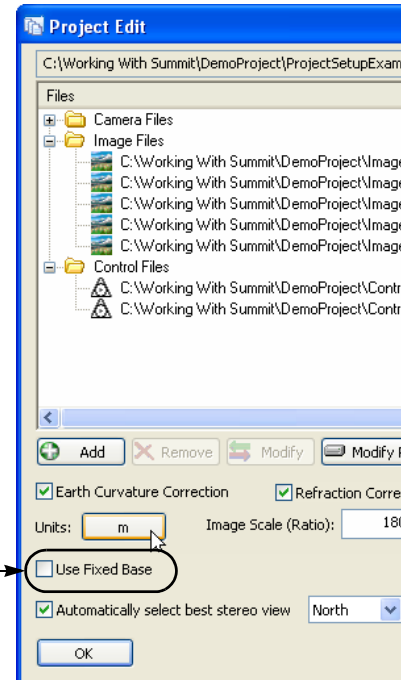 Project Edit
C:\Working With Summit\DemoProject\ProjectSetupExam
Files
Camera Files
Image Files
C:\Working With Summit\DemoProject\Image
C:\Working With Summit\DemoProject\Image
C:\Working With Summit\DemoProject\Image
C:\Working With Summit\DemoProject\Image
C:\Working With Summit\DemoProject\Image
Control Files
C:\Working With Summit\DemoProject\Contr
C:\Working With Summit\DemoProject\Contr
Add Remove Modify Modify
Earth Curvature Correction Refraction Corre
Units: m Image Scale (Ratio): 180
Use Fixed Base
Automatically select best stereo view North
OK